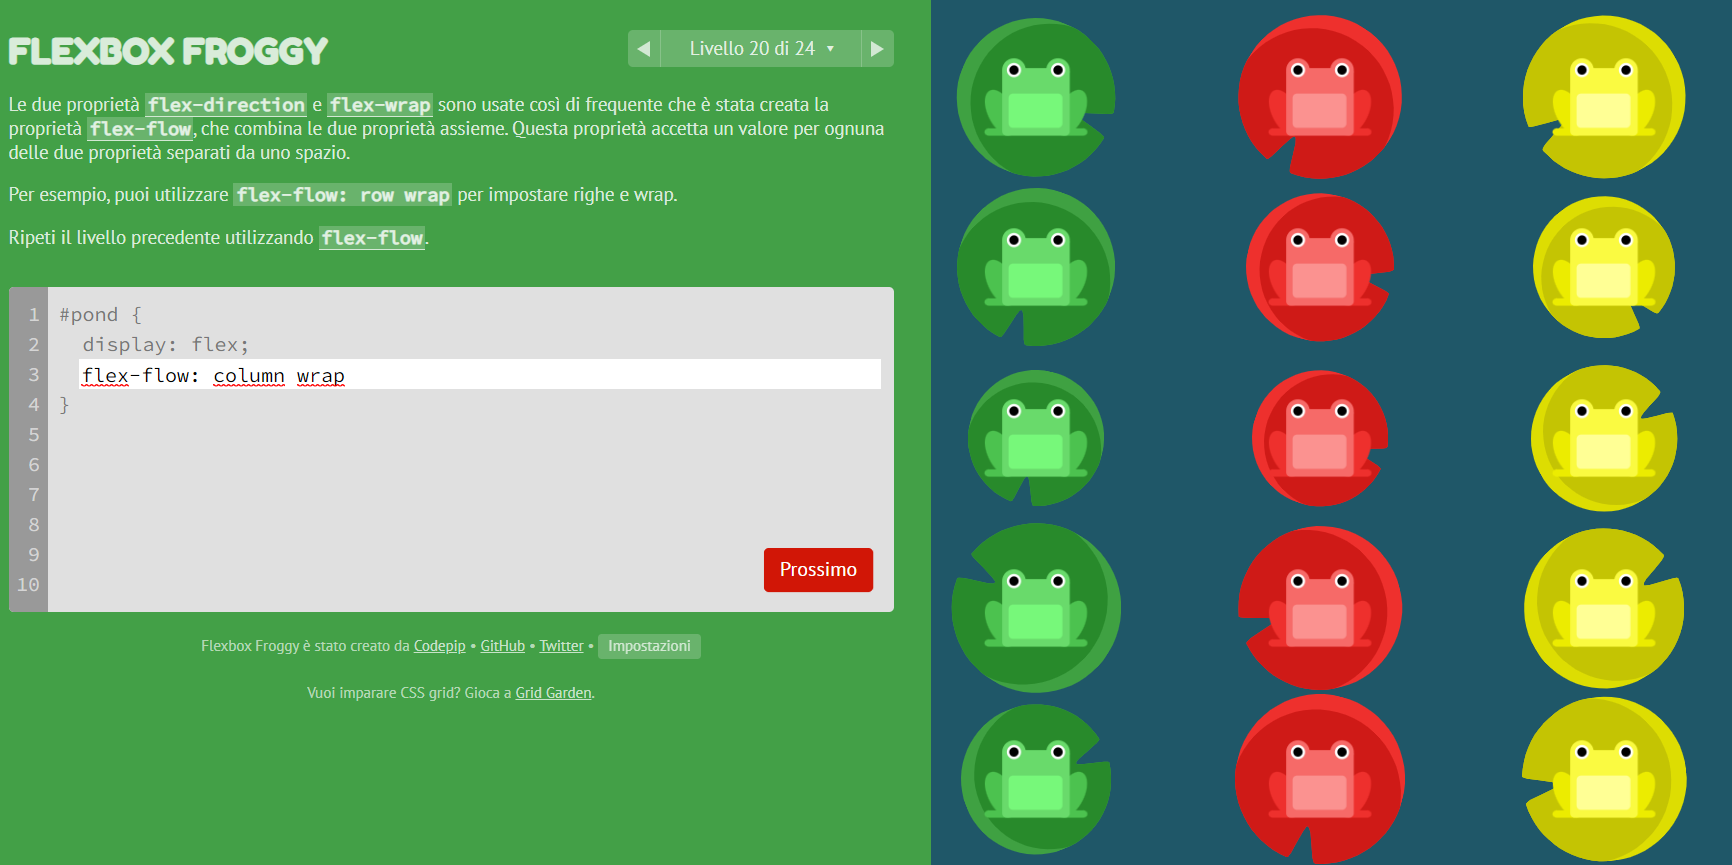 FLEXBOX FROGGY
Livello 20 di 24
Le due proprietà flex-direction e flex-wrap sono usate così di frequente che è stata creata la
proprietà flex-flow, che combina le due proprietà assieme. Questa proprietà accetta un valore per ognuna
delle due proprietà separati da uno spazio.
Per esempio, puoi utilizzare flex-flow: row wrap per impostare righe e wrap.
Ripeti il livello precedente utilizzando flex-flow.
1 #pond {
2 display: flex;
3 flex-flow: column wrap
4 }
5
6
7
8
9
10
Prossimo
Flexbox Froggy è stato creato da Codepip • GitHub • Twitter • Impostazioni
Vuoi imparare CSS grid? Gioca a Grid Garden.